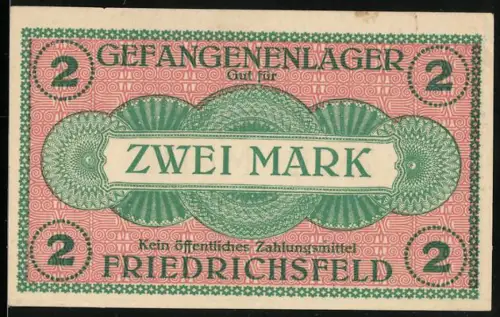 2 GEFANGENENLAGER 2
Gut für
ZWEI MARK
Kein öffentliches Zahlungsmittel
2 FRIEDRICHSFELD 2